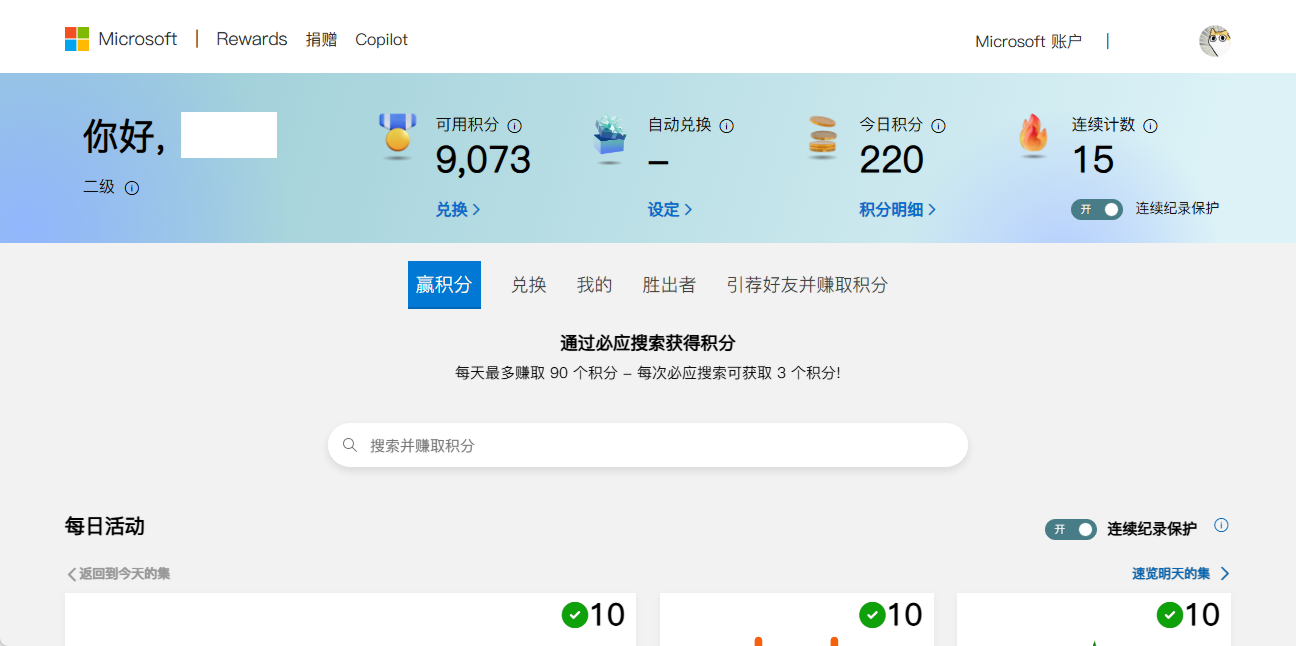 Microsoft | Rewards 捐赠 Copilot Microsoft 账户 |
你好,
二级
可用积分
9,073
兑换
自动兑换
–
设定
今日积分
220
积分明细
连续计数
15
开 连续纪录保护
赢积分 兑换 我的 胜出者 引荐好友并赚取积分
通过必应搜索获得积分
每天最多赚取 90 个积分 – 每次必应搜索可获取 3 个积分!
搜索并赚取积分
每日活动
开 连续纪录保护
返回到今天的集 速览明天的集
10 10 10